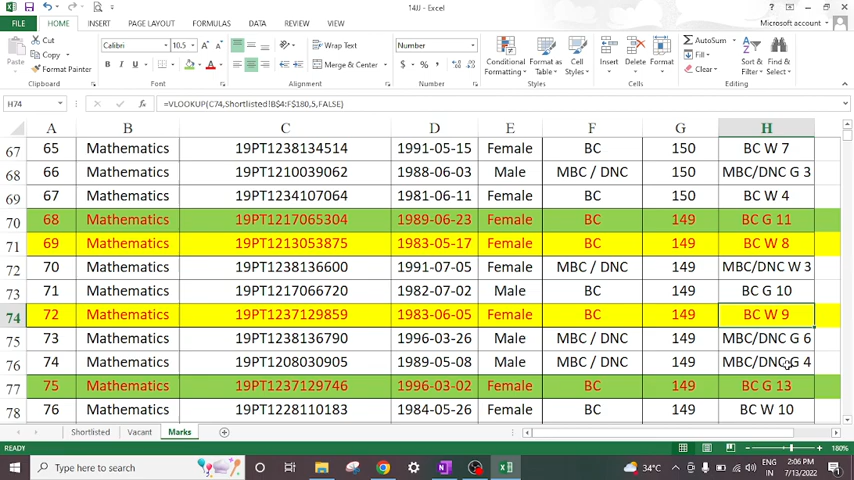 14JJ - Excel
FILE HOME INSERT PAGE LAYOUT FORMULAS DATA REVIEW VIEW Microsoft account
Cut Calibri 10.5 Wrap Text Number AutoSum
Copy Fill
Paste Format Painter Merge & Center Conditional Formatting Format as Table Cell Styles Insert Delete Format Clear Sort & Filter Find & Select
Clipboard Font Alignment Number Styles Cells Editing
H74 =VLOOKUP(C74,Shortlisted!B$4:F$180,5,FALSE)
A B C D E F G H
67 65 Mathematics 19PT1238134514 1991-05-15 Female BC 150 BC W 7
68 66 Mathematics 19PT1210039062 1988-06-03 Male MBC / DNC 150 MBC/DNC G 3
69 67 Mathematics 19PT1234107064 1981-06-11 Female BC 150 BC W 4
70 68 Mathematics 19PT1217065304 1989-06-23 Female BC 149 BC G 11
71 69 Mathematics 19PT1213053875 1983-05-17 Female BC 149 BC W 8
72 70 Mathematics 19PT1238136600 1991-07-05 Female MBC / DNC 149 MBC/DNC W 3
73 71 Mathematics 19PT1217066720 1982-07-02 Male BC 149 BC G 10
74 72 Mathematics 19PT1237129859 1983-06-05 Female BC 149 BC W 9
75 73 Mathematics 19PT1238136790 1996-03-26 Male MBC / DNC 149 MBC/DNC G 6
76 74 Mathematics 19PT1208030905 1989-05-08 Male MBC / DNC 149 MBC/DNC G 4
77 75 Mathematics 19PT1237129746 1996-03-02 Female BC 149 BC G 13
78 76 Mathematics 19PT1228110183 1984-05-26 Female BC 149 BC W 10
Shortlisted Vacant Marks
READY 180%
Type here to search 34°C ENG IN 2:06 PM 7/13/2022